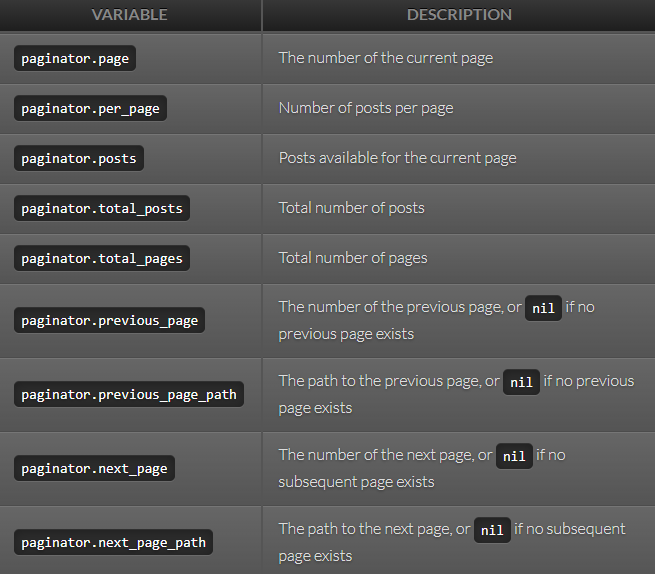 VARIABLE DESCRIPTION
paginator.page The number of the current page
paginator.per_page Number of posts per page
paginator.posts Posts available for the current page
paginator.total_posts Total number of posts
paginator.total_pages Total number of pages
paginator.previous_page The number of the previous page, or nil if no
previous page exists
paginator.previous_page_path The path to the previous page, or nil if no previous
page exists
paginator.next_page The number of the next page, or nil if no
subsequent page exists
paginator.next_page_path The path to the next page, or nil if no subsequent
page exists